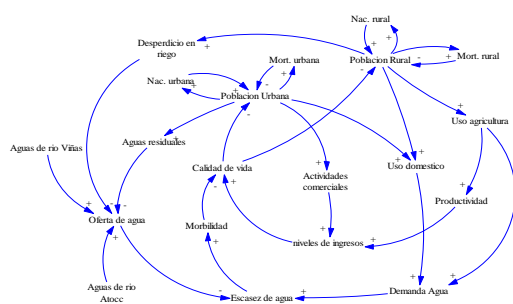 Nac. rural
Desperdicio en
riego
Mort. urbana
Poblacion Rural
Mort. rural
Nac. urbana
Poblacion Urbana
Uso agricultura
Aguas residuales
Aguas de rio Viñas
Calidad de vida
Actividades
comerciales
Uso domestico
Productividad
Oferta de agua
Morbilidad
niveles de ingresos
Aguas de rio
Atocc
Escasez de agua
Demanda Agua